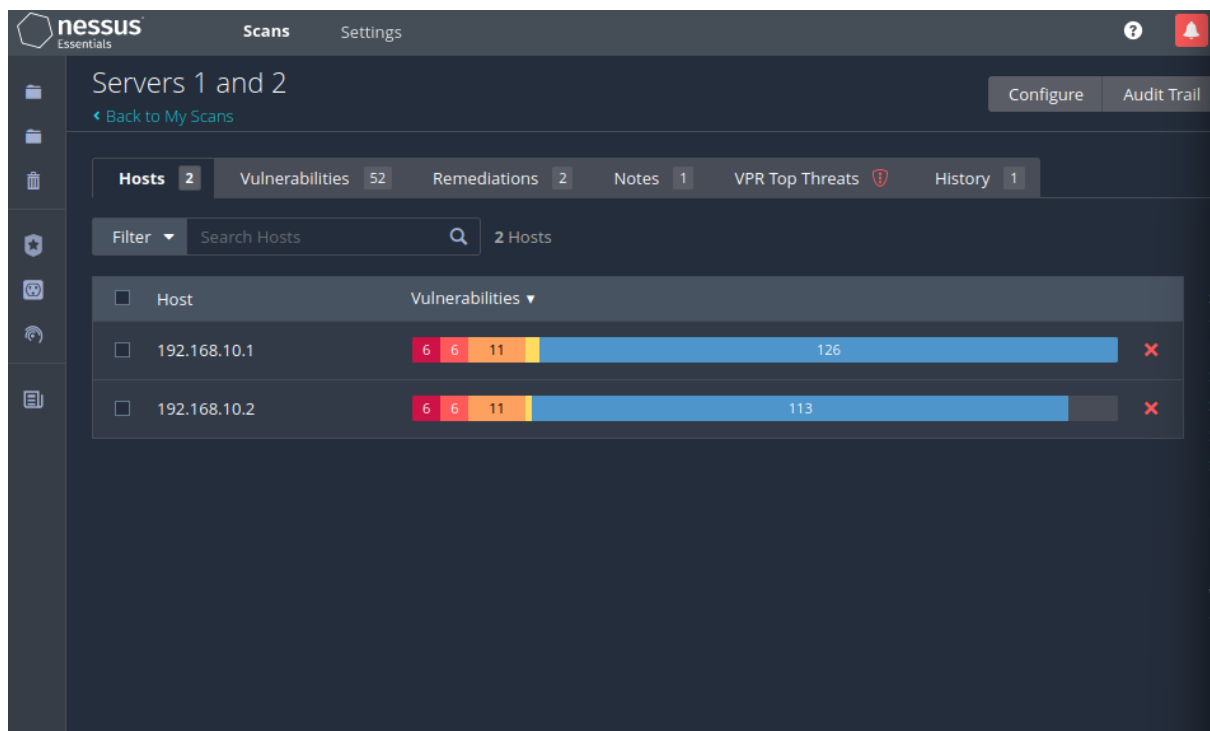 nessus
Essentials
Scans Settings
Servers 1 and 2
Back to My Scans
Configure Audit Trail
Hosts 2 Vulnerabilities 52 Remediations 2 Notes 1 VPR Top Threats History 1
Filter Search Hosts 2 Hosts
Host Vulnerabilities
192.168.10.1 6 6 11 126
192.168.10.2 6 6 11 113